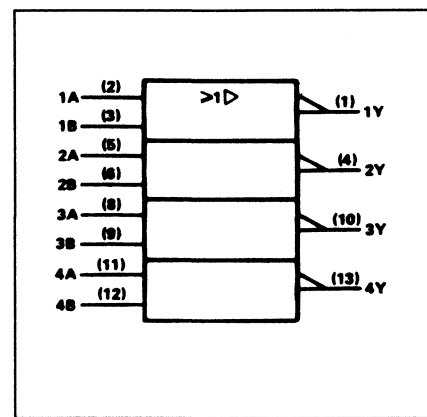 1A (2) ≥1▷ (1) 1Y
1B (3)
2A (5) (4) 2Y
2B (6)
3A (8) (10) 3Y
3B (9)
4A (11) (13) 4Y
4B (12)